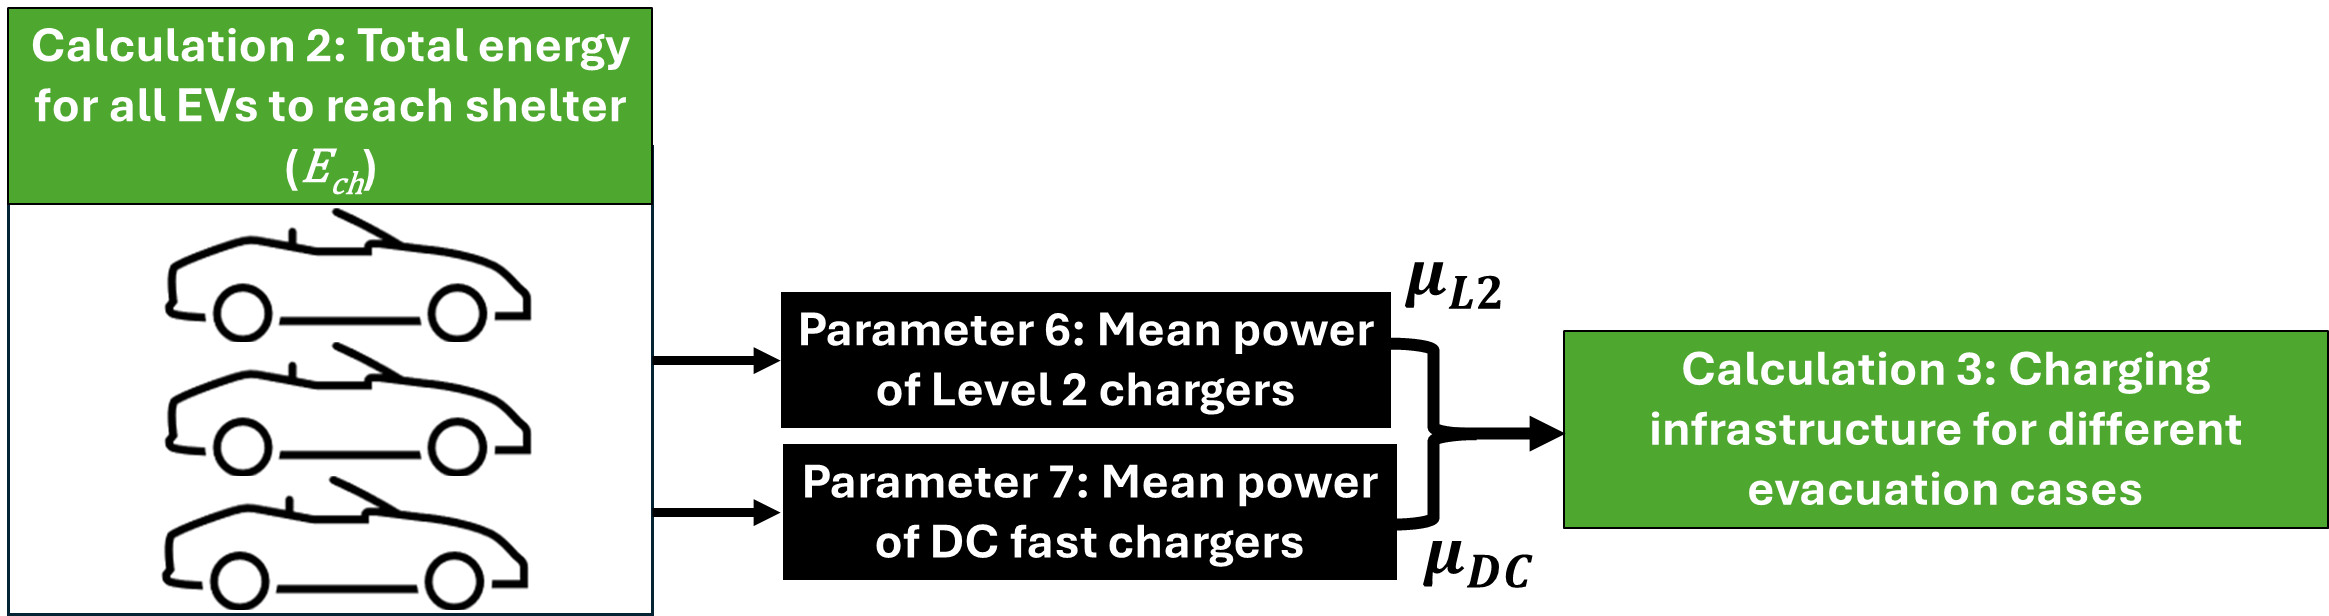 Calculation 2: Total energy
for all EVs to reach shelter
(E_ch)
μ_L2
Parameter 6: Mean power
of Level 2 chargers
Parameter 7: Mean power
of DC fast chargers
μ_DC
Calculation 3: Charging
infrastructure for different
evacuation cases